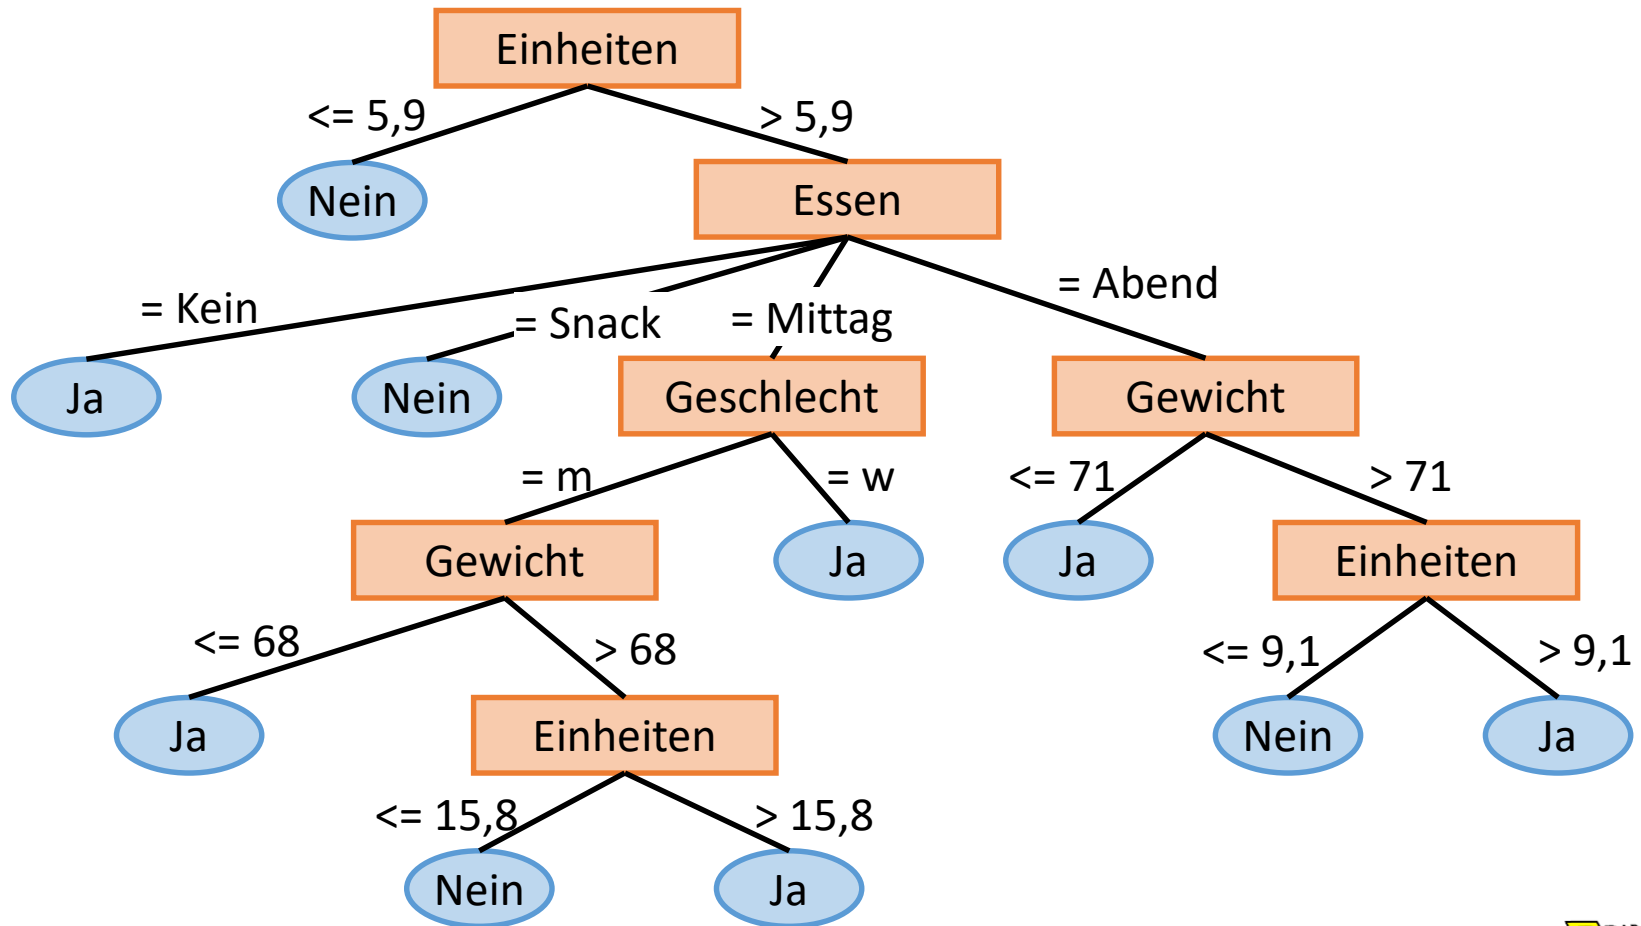 Einheiten
<= 5,9
> 5,9
Nein
Essen
= Kein
= Snack
= Mittag
= Abend
Ja
Nein
Geschlecht
Gewicht
= m
= w
<= 71
> 71
Gewicht
Ja
Ja
Einheiten
<= 68
> 68
<= 9,1
> 9,1
Ja
Einheiten
Nein
Ja
<= 15,8
> 15,8
Nein
Ja